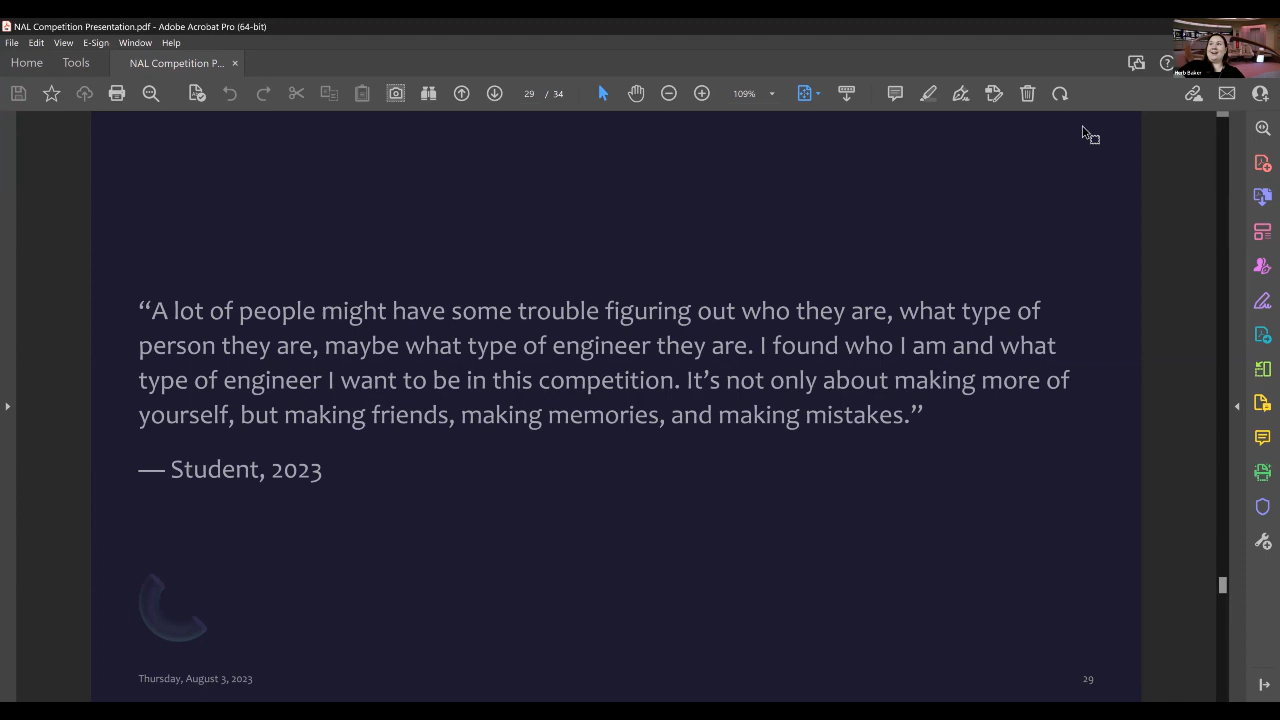 NAL Competition Presentation.pdf - Adobe Acrobat Pro (64-bit)
File Edit View E-Sign Window Help
Home Tools NAL Competition P... ×
29 / 34 109%
Herb Baker
“A lot of people might have some trouble figuring out who they are, what type of
person they are, maybe what type of engineer they are. I found who I am and what
type of engineer I want to be in this competition. It’s not only about making more of
yourself, but making friends, making memories, and making mistakes.”
— Student, 2023
Thursday, August 3, 2023 29